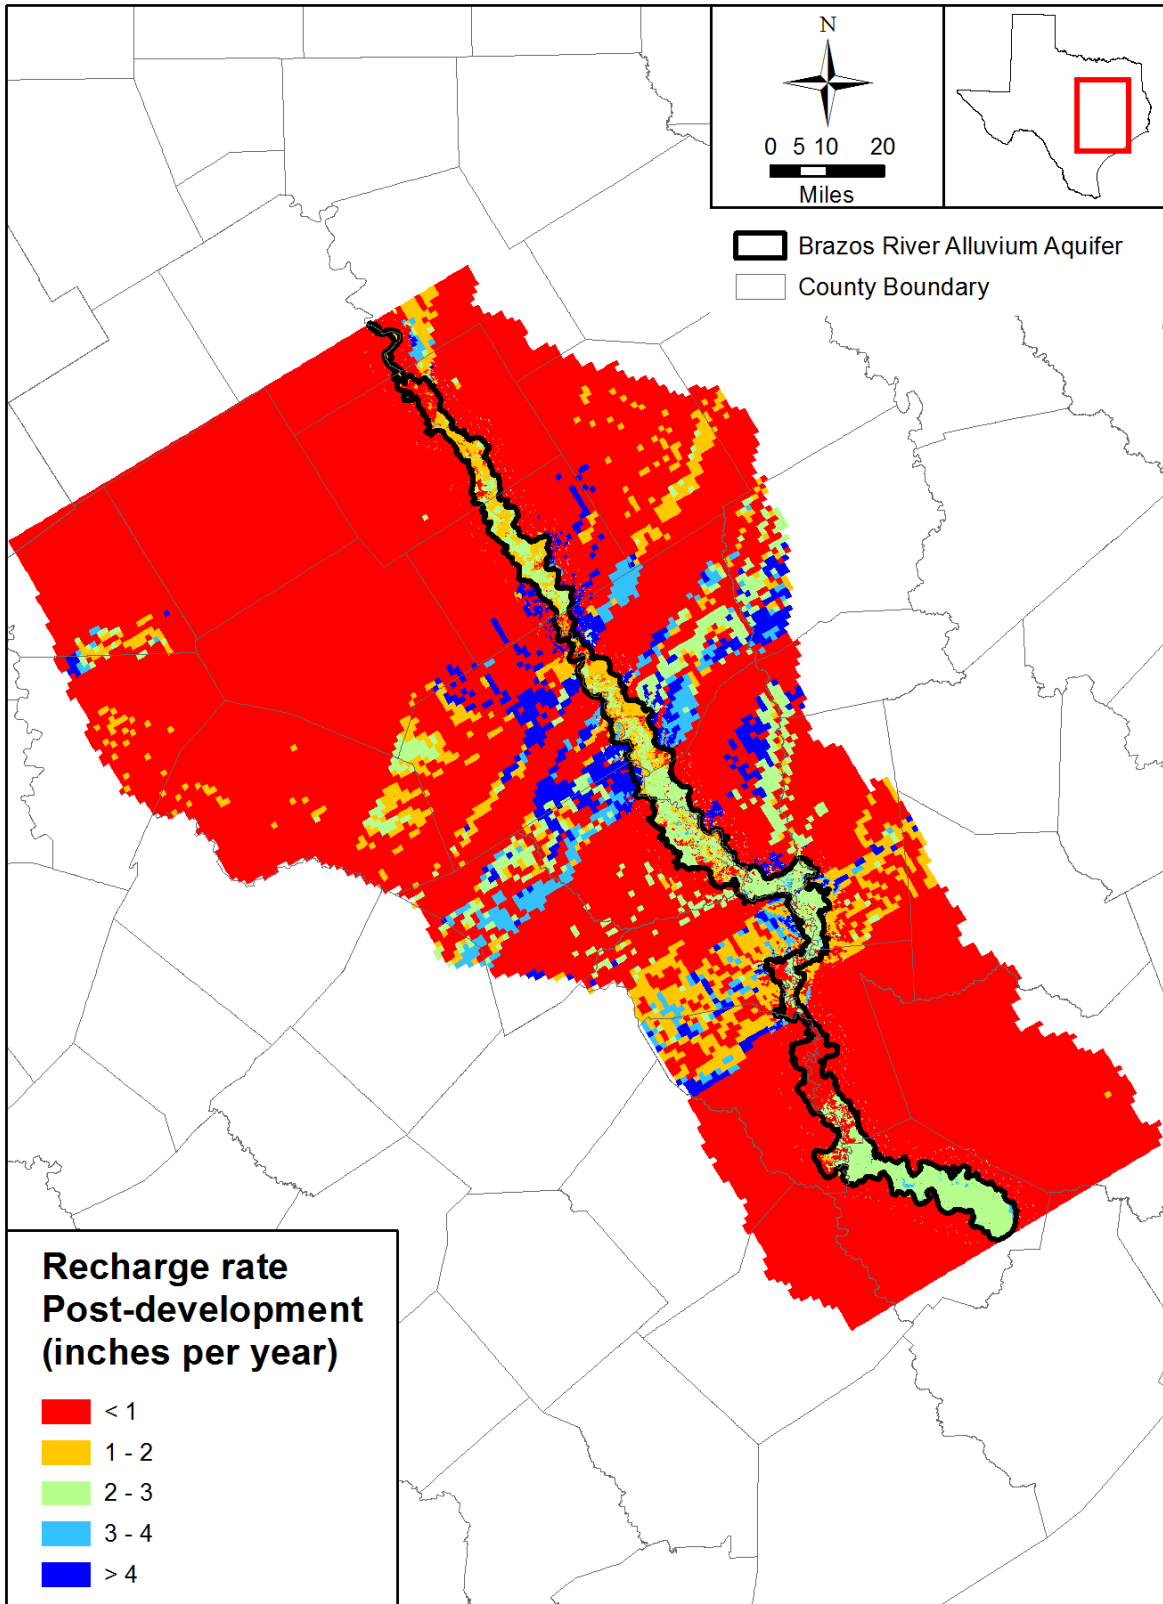 N
0 5 10 20
Miles
Brazos River Alluvium Aquifer
County Boundary
Recharge rate
Post-development
(inches per year)
< 1
1 - 2
2 - 3
3 - 4
> 4